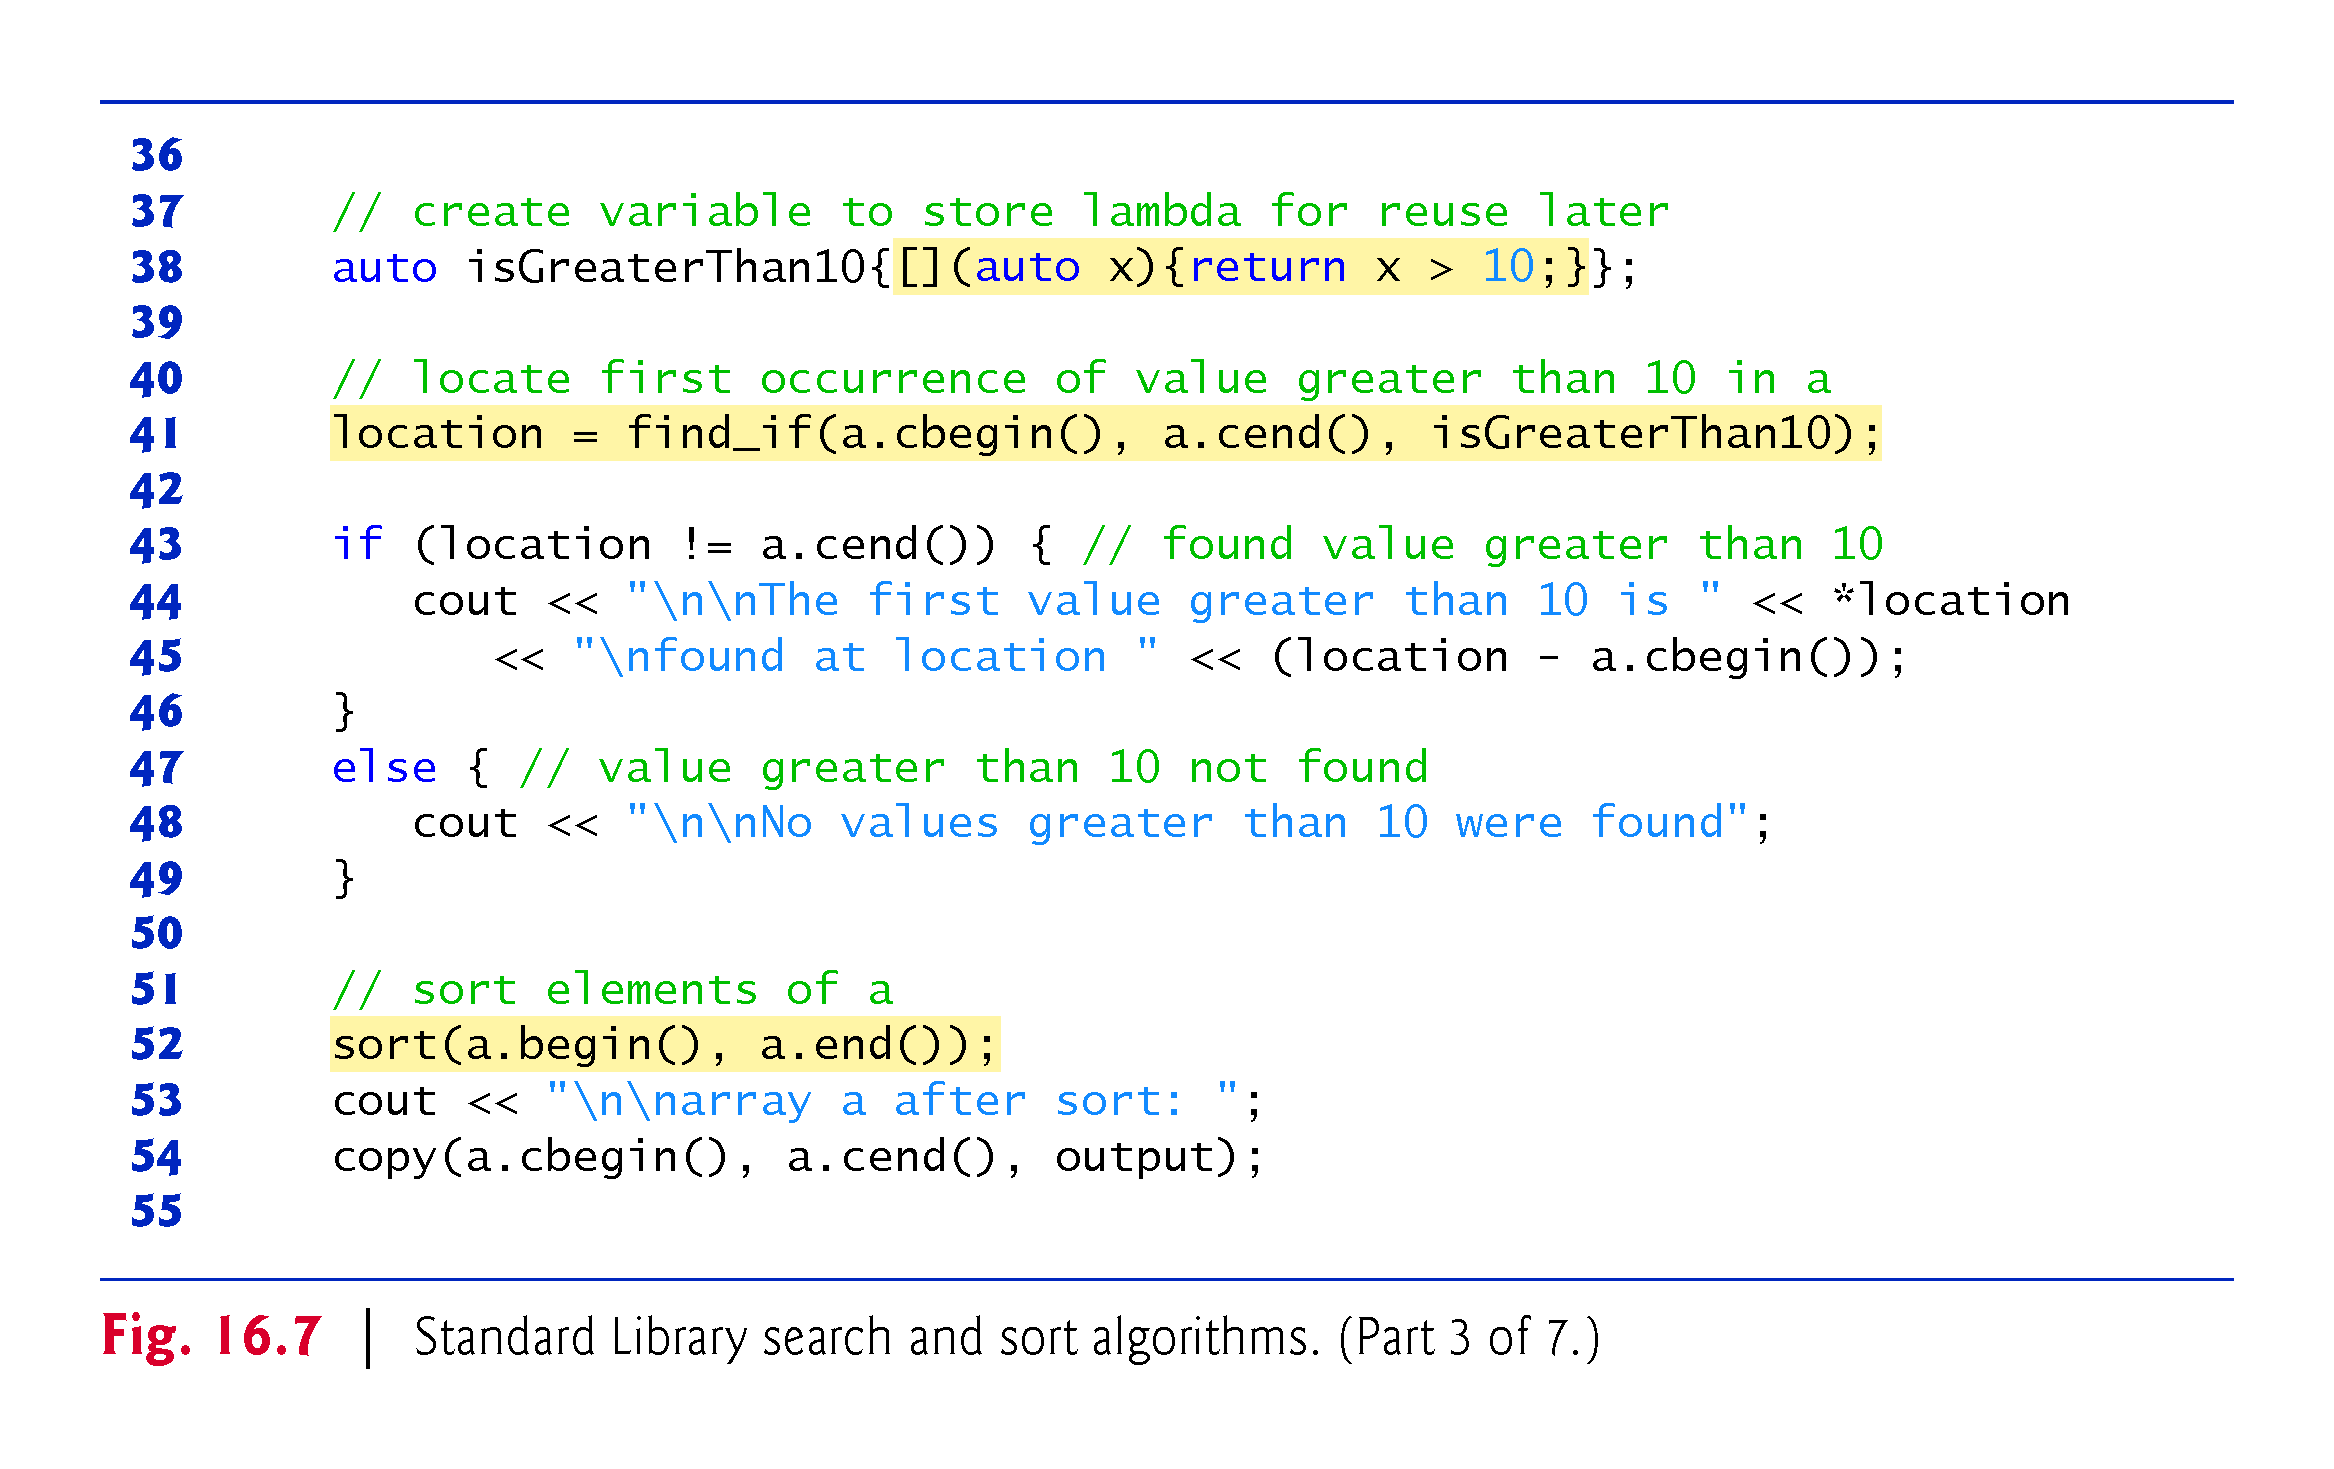 36
37 // create variable to store lambda for reuse later
38 auto isGreaterThan10{[](auto x){return x > 10;}};
39
40 // locate first occurrence of value greater than 10 in a
41 location = find_if(a.cbegin(), a.cend(), isGreaterThan10);
42
43 if (location != a.cend()) { // found value greater than 10
44    cout << "\n\nThe first value greater than 10 is " << *location
45       << "\nfound at location " << (location - a.cbegin());
46 }
47 else { // value greater than 10 not found
48    cout << "\n\nNo values greater than 10 were found";
49 }
50
51 // sort elements of a
52 sort(a.begin(), a.end());
53 cout << "\n\narray a after sort: ";
54 copy(a.cbegin(), a.cend(), output);
55
Fig. 16.7 | Standard Library search and sort algorithms. (Part 3 of 7.)